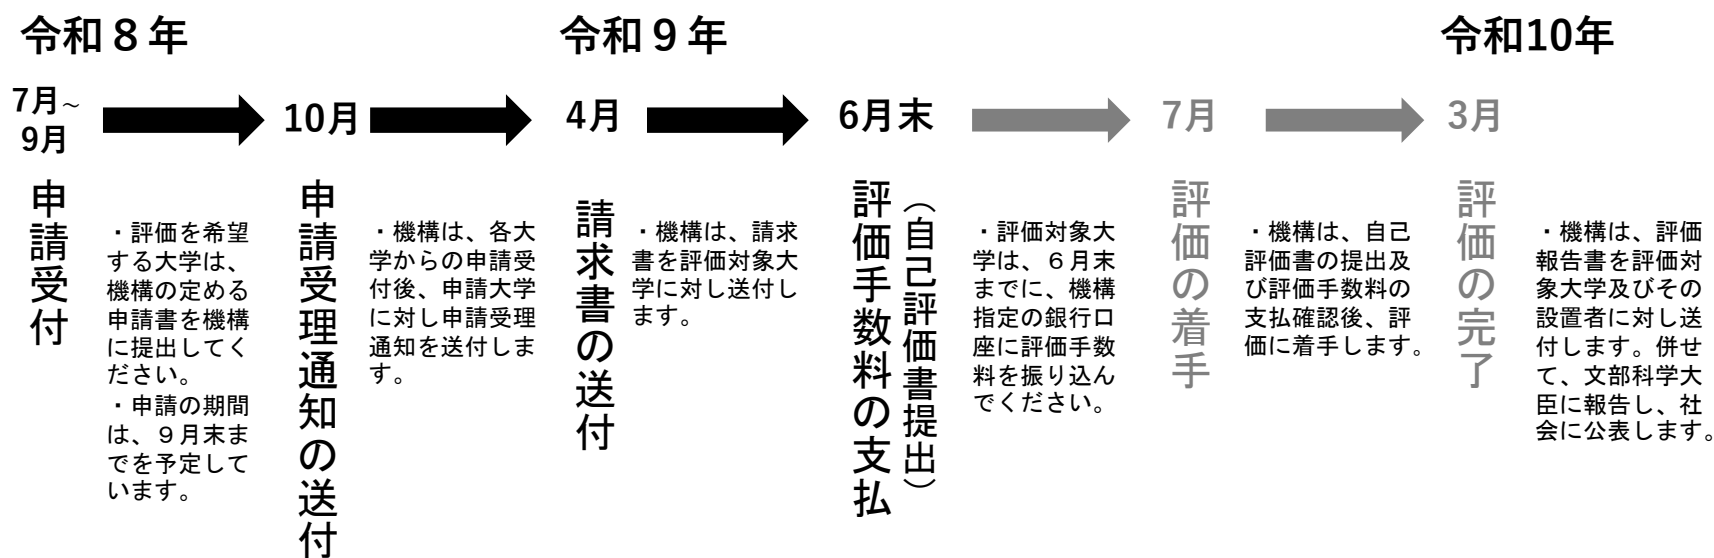 令和８年
令和９年
令和10年
7月～
9月
10月
4月
6月末
7月
3月
申請受付
・評価を希望
する大学は、
機構の定める
申請書を機構
に提出してく
ださい。
・申請の期間
は、９月末ま
でを予定して
います。
申請受理通知の送付
・機構は、各大
学からの申請受
付後、申請大学
に対し申請受理
通知を送付しま
す。
請求書の送付
・機構は、請求
書を評価対象大
学に対し送付し
ます。
（自己評価書提出）
評価手数料の支払
・評価対象大
学は、６月末
までに、機構
指定の銀行口
座に評価手数
料を振り込ん
でください。
評価の着手
・機構は、自己
評価書の提出及
び評価手数料の
支払確認後、評
価に着手します。
評価の完了
・機構は、評価
報告書を評価対
象大学及びその
設置者に対し送
付します。併せ
て、文部科学大
臣に報告し、社
会に公表します。